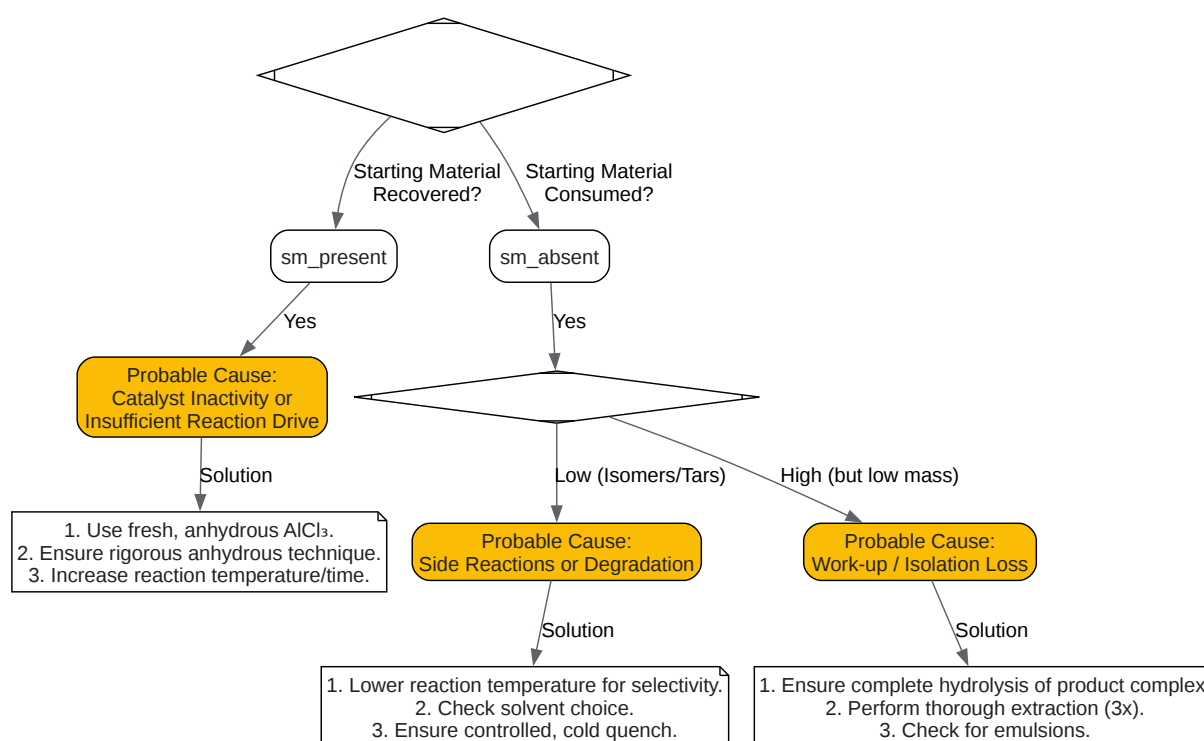 Starting Material
Recovered?
Starting Material
Consumed?
sm_present
sm_absent
Yes
Yes
Probable Cause:
Catalyst Inactivity or
Insufficient Reaction Drive
Low (Isomers/Tars)
High (but low mass)
Solution
1. Use fresh, anhydrous AlCl₃.
2. Ensure rigorous anhydrous technique.
3. Increase reaction temperature/time.
Probable Cause:
Side Reactions or Degradation
Probable Cause:
Work-up / Isolation Loss
Solution
Solution
1. Lower reaction temperature for selectivity.
2. Check solvent choice.
3. Ensure controlled, cold quench.
1. Ensure complete hydrolysis of product complex
2. Perform thorough extraction (3x).
3. Check for emulsions.